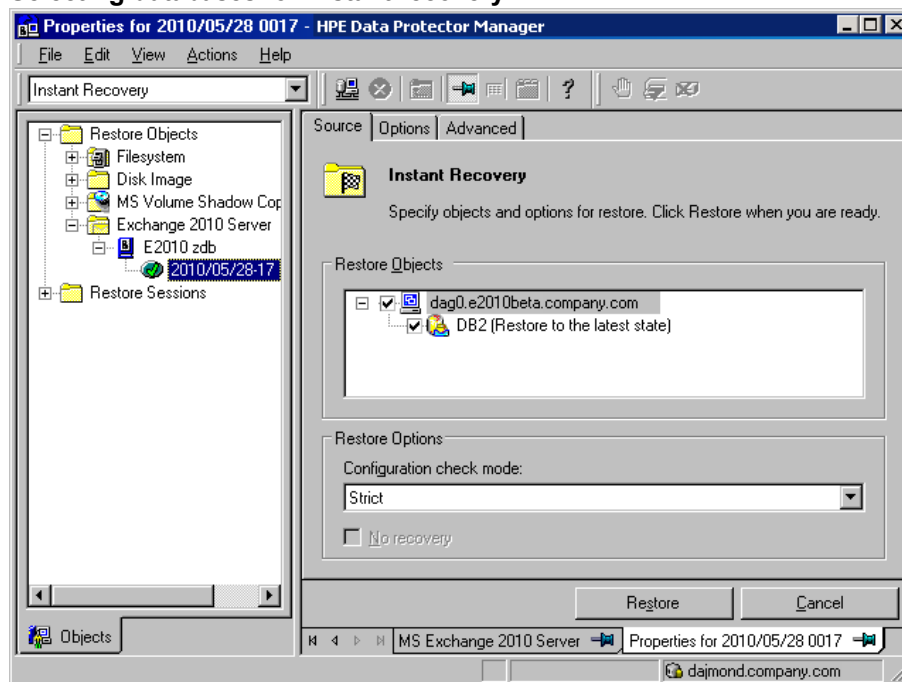 Properties for 2010/05/28 0017 - HPE Data Protector Manager
File Edit View Actions Help
Instant Recovery
Restore Objects
Filesystem
Disk Image
MS Volume Shadow Cop
Exchange 2010 Server
E2010 zdb
2010/05/28-17
Restore Sessions
Objects
Source Options Advanced
Instant Recovery
Specify objects and options for restore. Click Restore when you are ready.
Restore Objects
dag0.e2010beta.company.com
DB2 (Restore to the latest state)
Restore Options
Configuration check mode:
Strict
No recovery
Restore Cancel
MS Exchange 2010 Server Properties for 2010/05/28 0017
dajmond.company.com